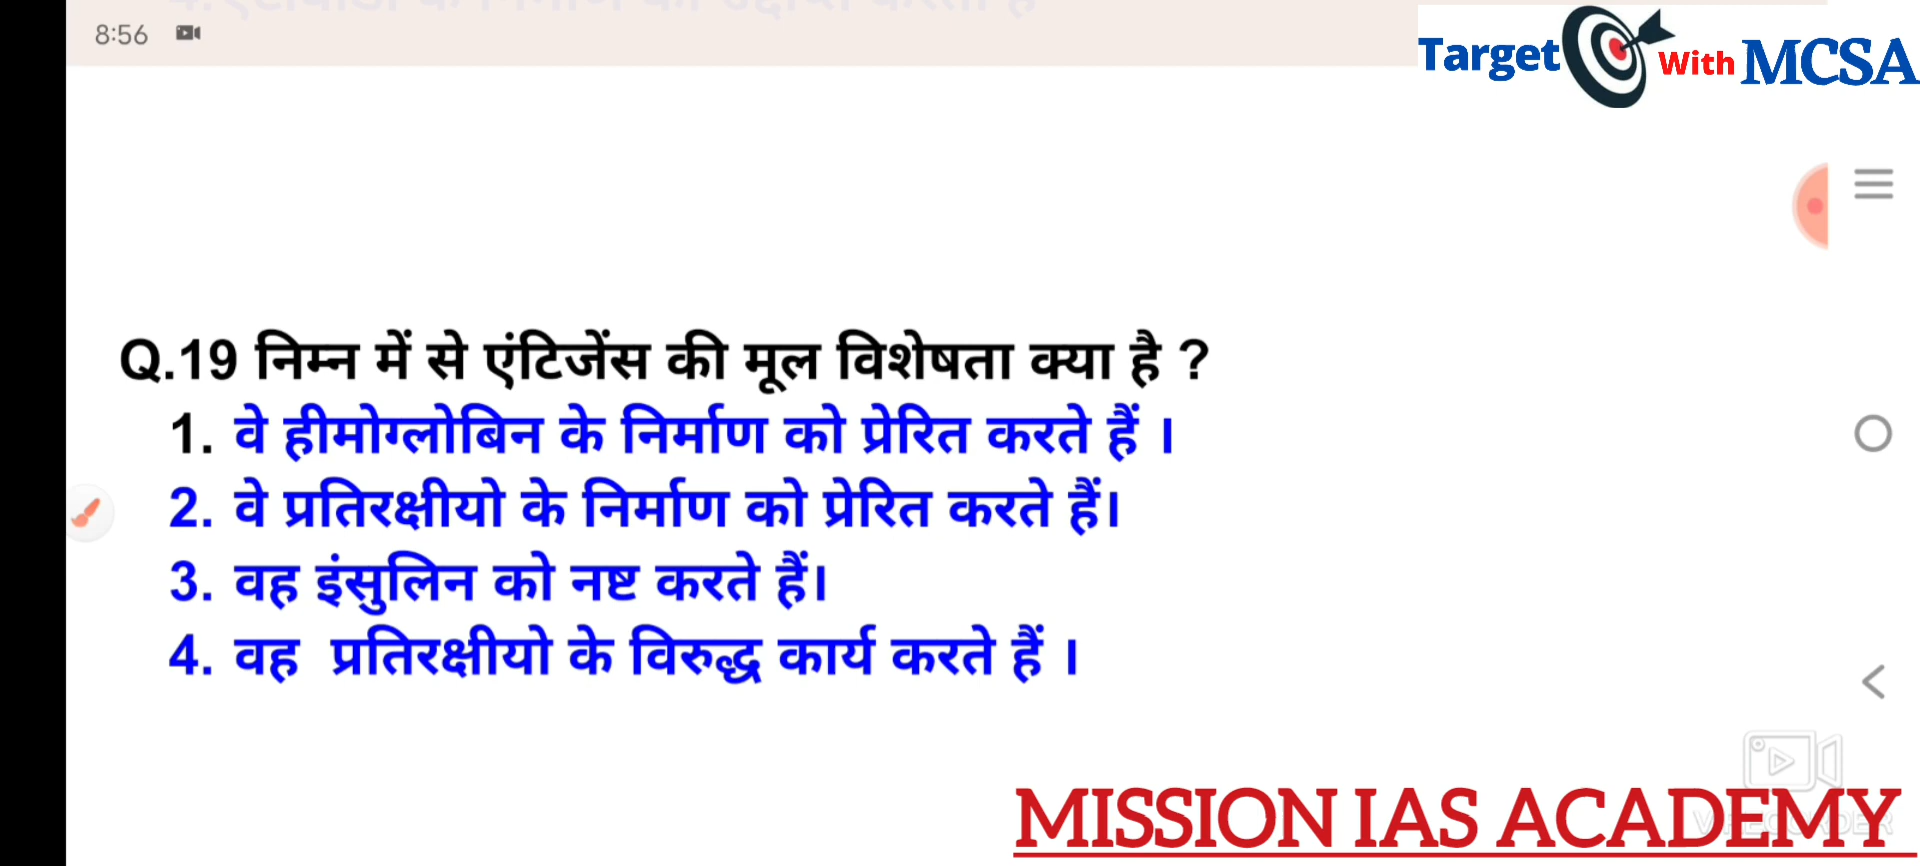 8:56
Target With MCSA
Q.19 निम्न में से एंटिजेंस की मूल विशेषता क्या है ?
1. वे हीमोग्लोबिन के निर्माण को प्रेरित करते हैं ।
2. वे प्रतिरक्षीयो के निर्माण को प्रेरित करते हैं।
3. वह इंसुलिन को नष्ट करते हैं।
4. वह प्रतिरक्षीयो के विरुद्ध कार्य करते हैं ।
MISSION IAS ACADEMY